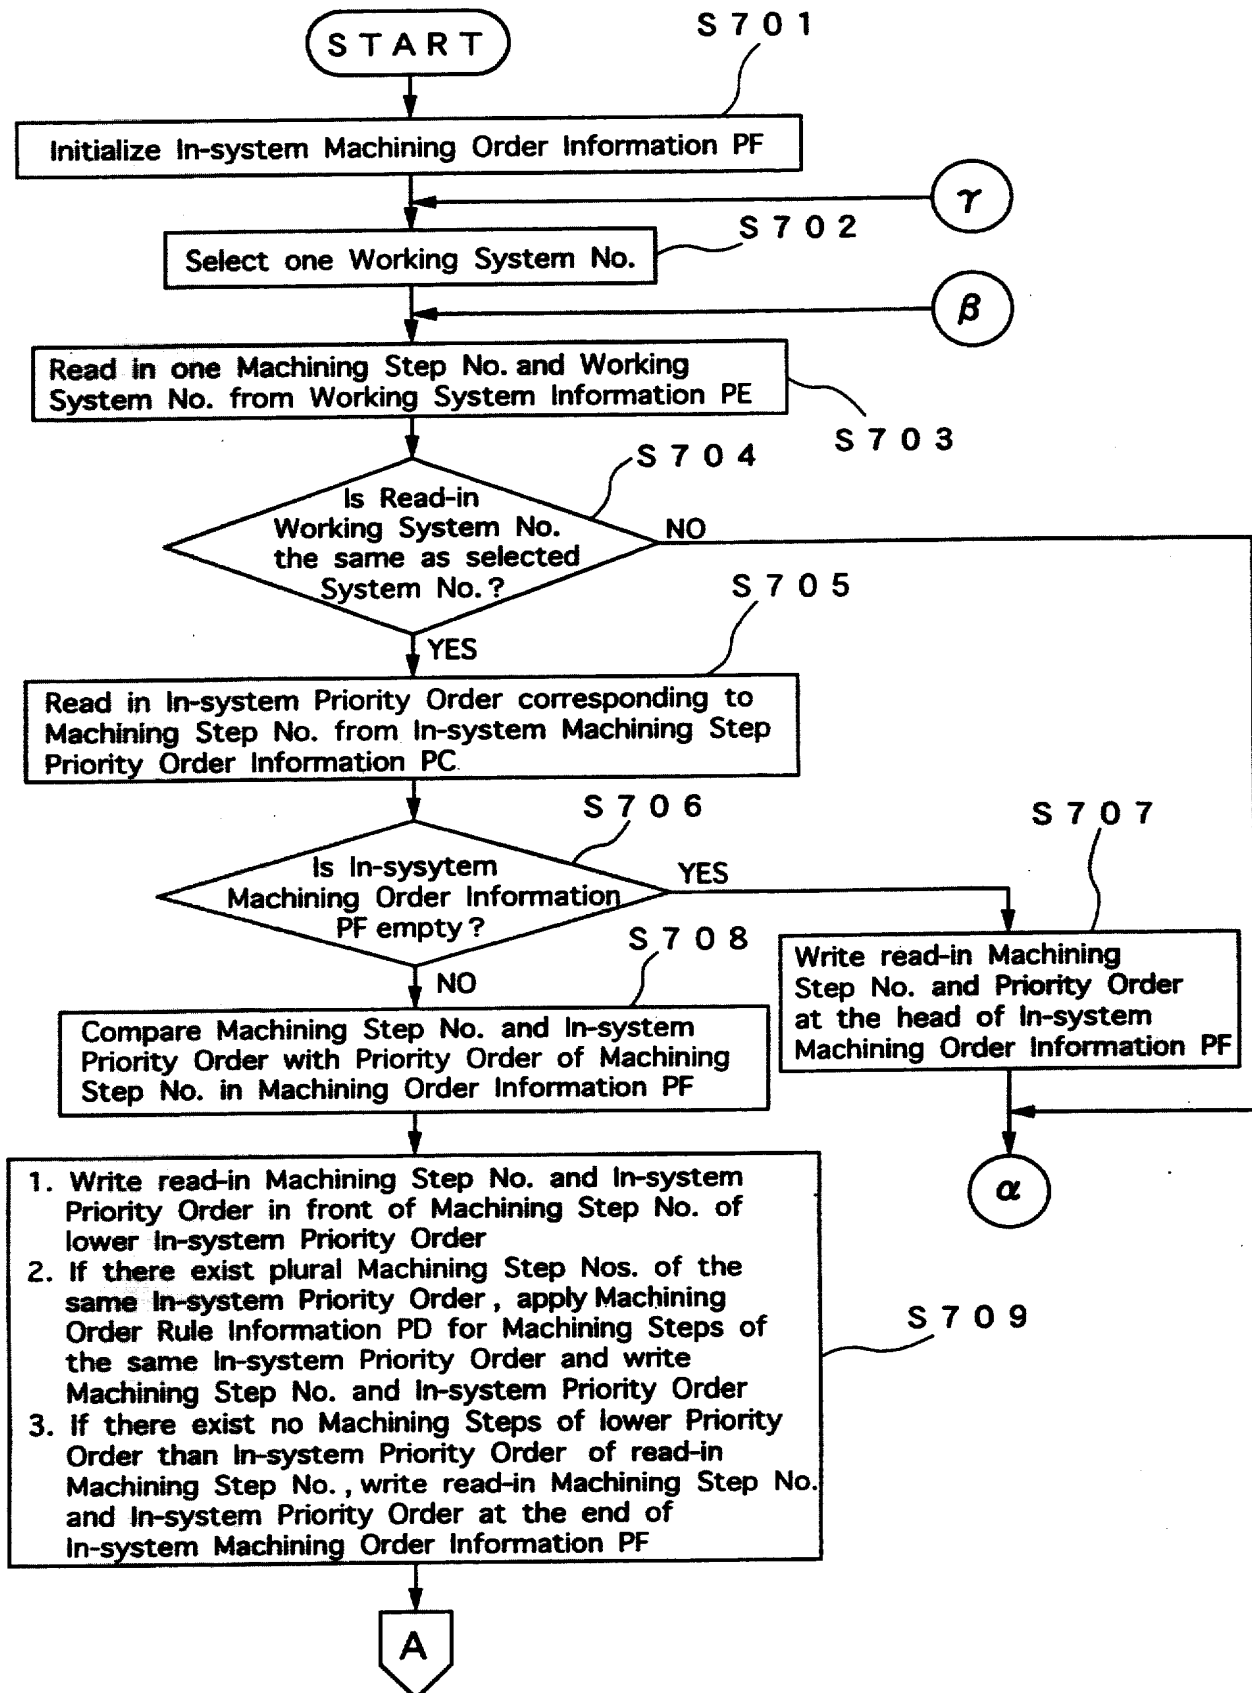 START
S701
Initialize In-system Machining Order Information PF
γ
S702
Select one Working System No.
β
Read in one Machining Step No. and Working
System No. from Working System Information PE
S703
S704
Is Read-in
Working System No.
the same as selected
System No.?
NO
S705
YES
Read in In-system Priority Order corresponding to
Machining Step No. from In-system Machining Step
Priority Order Information PC.
S706
S707
Is In-sysytem
Machining Order Information
PF empty?
YES
S708
NO
Write read-in Machining
Step No. and Priority Order
at the head of In-system
Machining Order Information PF
Compare Machining Step No. and In-system
Priority Order with Priority Order of Machining
Step No. in Machining Order Information PF
α
1. Write read-in Machining Step No. and In-system
Priority Order in front of Machining Step No. of
lower In-system Priority Order
2. If there exist plural Machining Step Nos. of the
same In-system Priority Order, apply Machining
Order Rule Information PD for Machining Steps of
the same In-system Priority Order and write
Machining Step No. and In-system Priority Order
3. If there exist no Machining Steps of lower Priority
Order than In-system Priority Order of read-in
Machining Step No., write read-in Machining Step No.
and In-system Priority Order at the end of
In-system Machining Order Information PF
S709
A